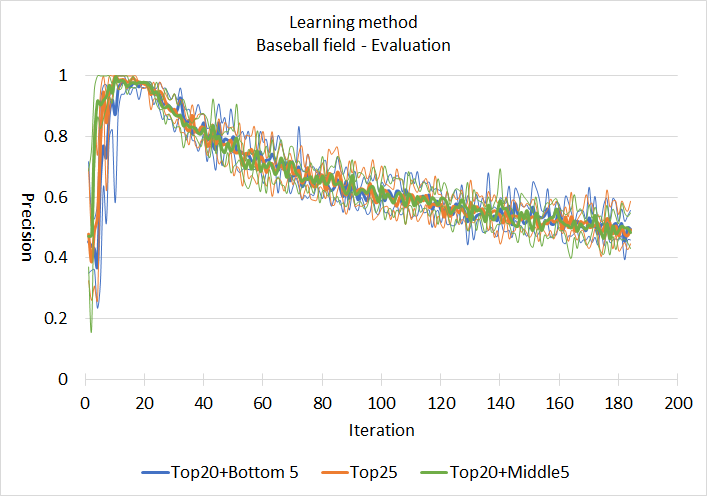 Learning method
Baseball field - Evaluation
1
0.8
0.6
0.4
0.2
0
Precision
0 20 40 60 80 100 120 140 160 180 200
Iteration
Top20+Bottom 5 Top25 Top20+Middle5